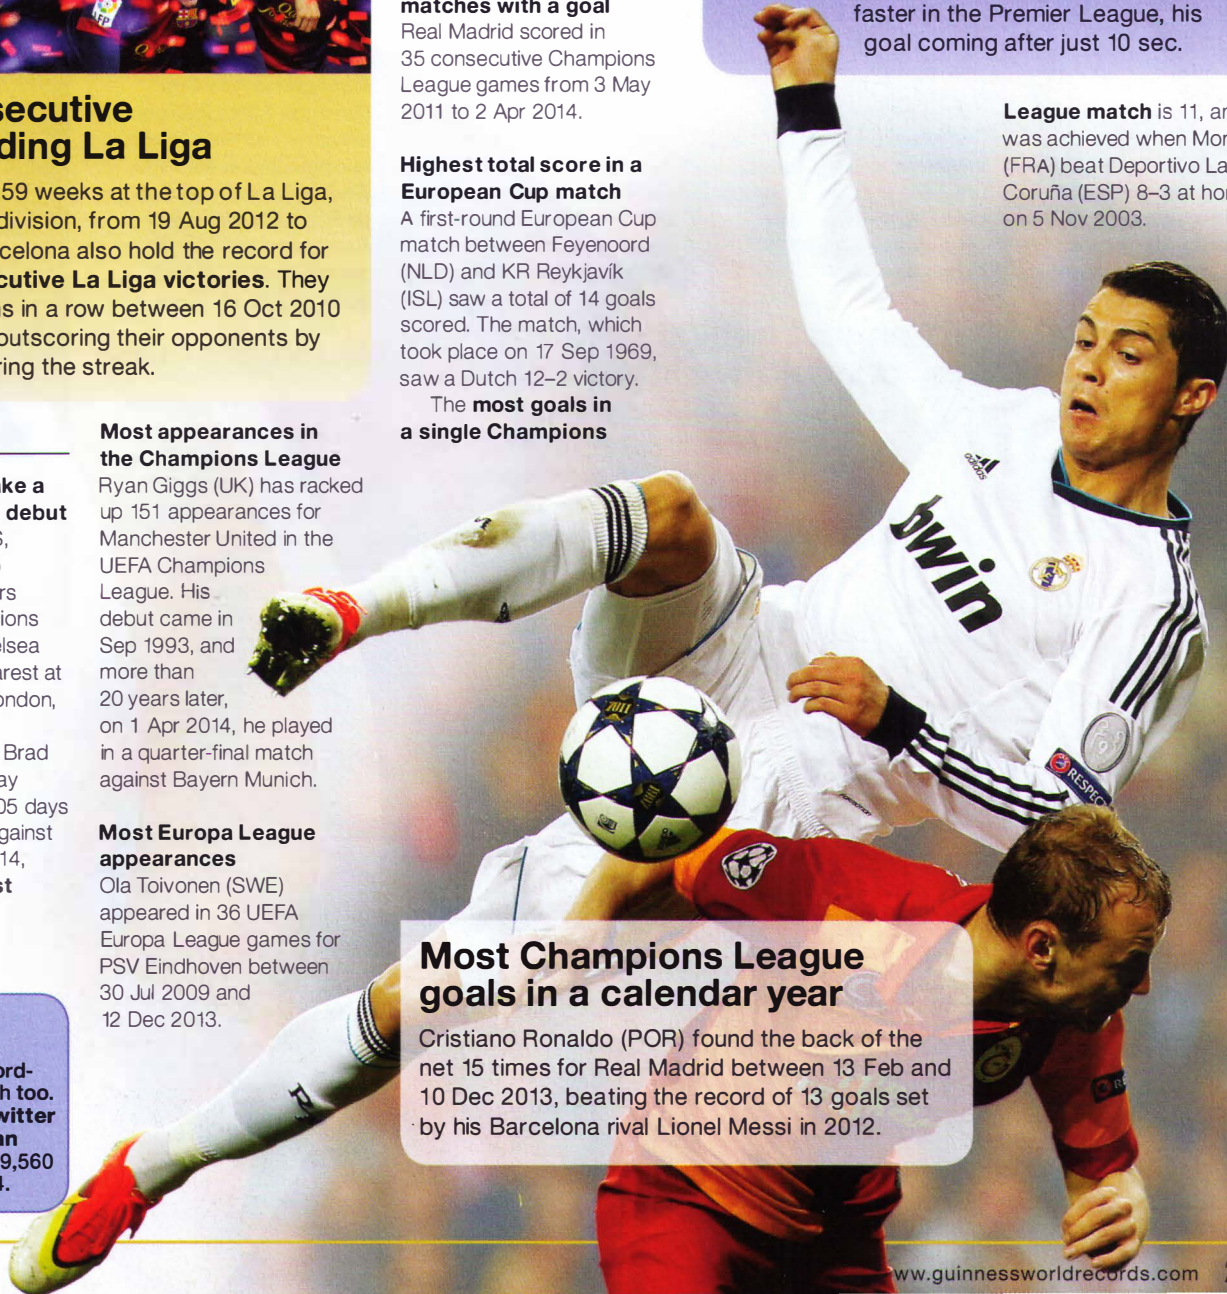 secutive
ding La Liga
59 weeks at the top of La Liga,
division, from 19 Aug 2012 to
celona also hold the record for
cutive La Liga victories. They
s in a row between 16 Oct 2010
outscoring their opponents by
ring the streak.
ke a
debut
S,
rs
ions
lsea
arest at
ondon,
Brad
ay
05 days
gainst
14,
st
ord-
h too.
witter
an
9,560
4.
Most appearances in
the Champions League
Ryan Giggs (UK) has racked
up 151 appearances for
Manchester United in the
UEFA Champions
League. His
debut came in
Sep 1993, and
more than
20 years later,
on 1 Apr 2014, he played
in a quarter-final match
against Bayern Munich.
Most Europa League
appearances
Ola Toivonen (SWE)
appeared in 36 UEFA
Europa League games for
PSV Eindhoven between
30 Jul 2009 and
12 Dec 2013.
matches with a goal
Real Madrid scored in
35 consecutive Champions
League games from 3 May
2011 to 2 Apr 2014.
Highest total score in a
European Cup match
A first-round European Cup
match between Feyenoord
(NLD) and KR Reykjavík
(ISL) saw a total of 14 goals
scored. The match, which
took place on 17 Sep 1969,
saw a Dutch 12–2 victory.
The most goals in
a single Champions
faster in the Premier League, his
goal coming after just 10 sec.
League match is 11, an
was achieved when Mon
(FRA) beat Deportivo La
Coruña (ESP) 8–3 at hom
on 5 Nov 2003.
adidas
bwin
9
RESPECT
2011
Most Champions League
goals in a calendar year
Cristiano Ronaldo (POR) found the back of the
net 15 times for Real Madrid between 13 Feb and
10 Dec 2013, beating the record of 13 goals set
by his Barcelona rival Lionel Messi in 2012.
www.guinnessworldrecords.com